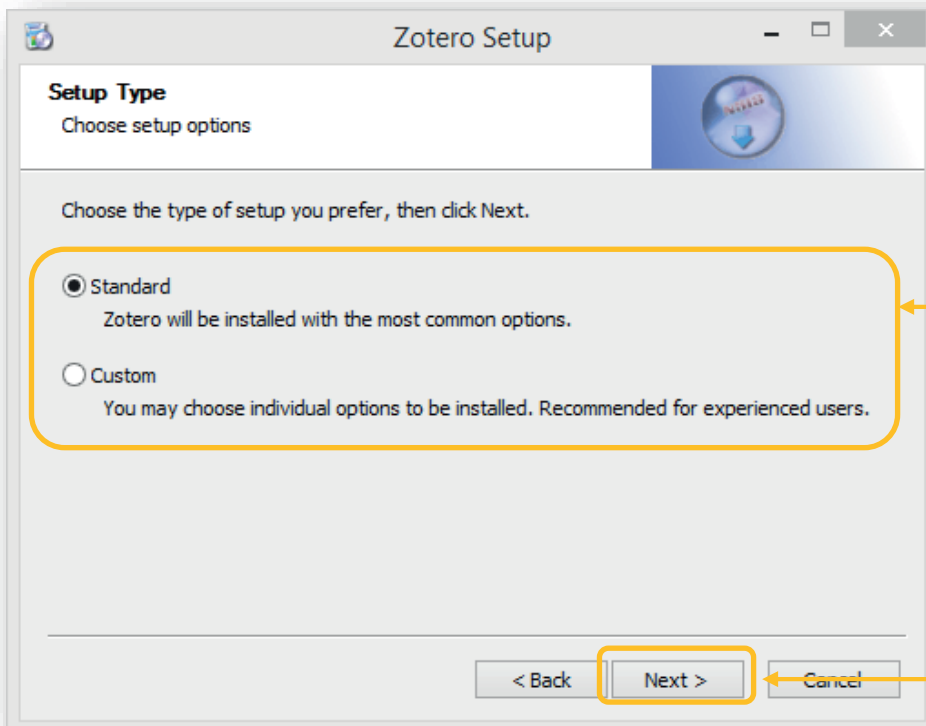 Zotero Setup
Setup Type
Choose setup options
Choose the type of setup you prefer, then click Next.
Standard
Zotero will be installed with the most common options.
Custom
You may choose individual options to be installed. Recommended for experienced users.
< Back
Next >
Cancel